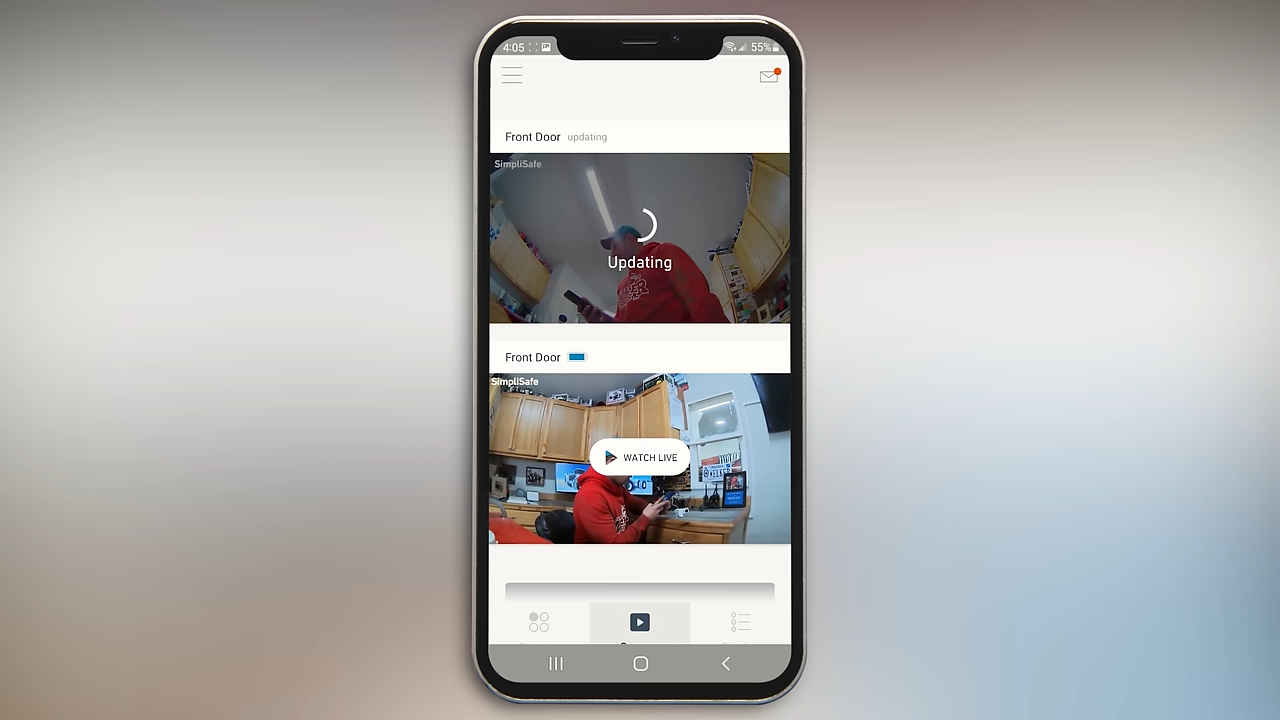 4:05
55%
Front Door updating
SimpliSafe
Updating
Front Door
SimpliSafe
WATCH LIVE